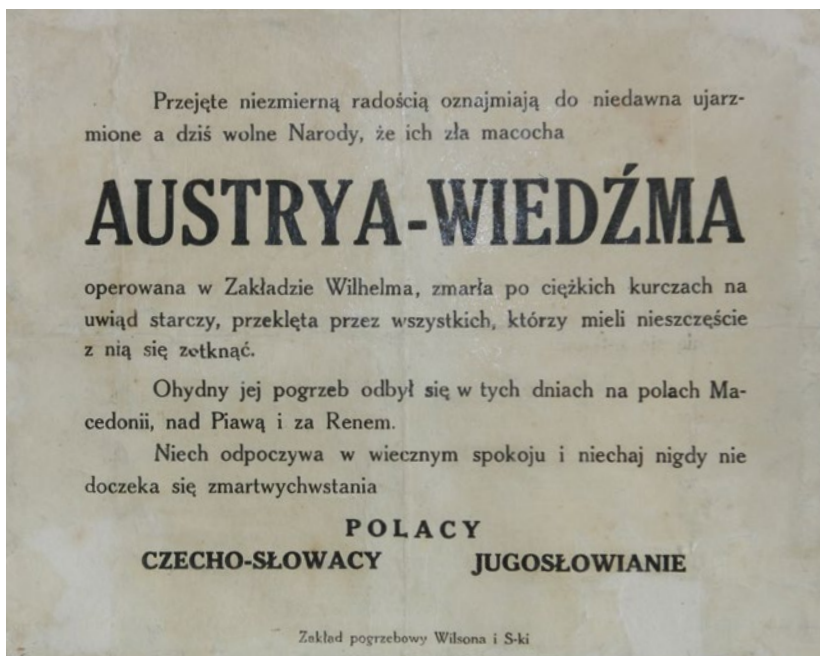 Przejęte niezmierną radością oznajmiają do niedawna ujarz-
mione a dziś wolne Narody, że ich zła macocha
AUSTRYA-WIEDŹMA
operowana w Zakładzie Wilhelma, zmarła po ciężkich kurczach na
uwiąd starczy, przeklęta przez wszystkich, którzy mieli nieszczęście
z nią się zetknąć.
Ohydny jej pogrzeb odbył się w tych dniach na polach Ma-
cedonii, nad Piawą i za Renem.
Niech odpoczywa w wiecznym spokoju i niechaj nigdy nie
doczeka się zmartwychwstania
POLACY
CZECHO-SŁOWACY JUGOSŁOWIANIE
Zakład pogrzebowy Wilsona i S-ki